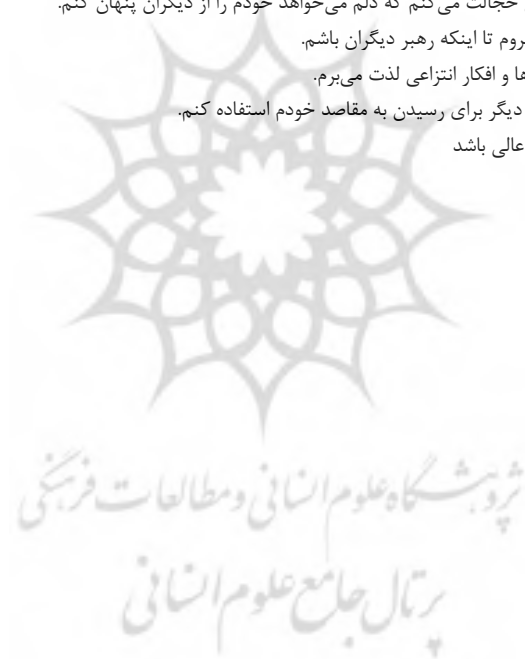 خجالت می‌کنم که دلم می‌خواهد خودم را از دیگران پنهان کنم.
روم تا اینکه رهبر دیگران باشم.
ها و افکار انتزاعی لذت می‌برم.
دیگر برای رسیدن به مقاصد خودم استفاده کنم.
عالی باشد
پژوهشگاه علوم انسانی و مطالعات فرهنگی
پرتال جامع علوم انسانی